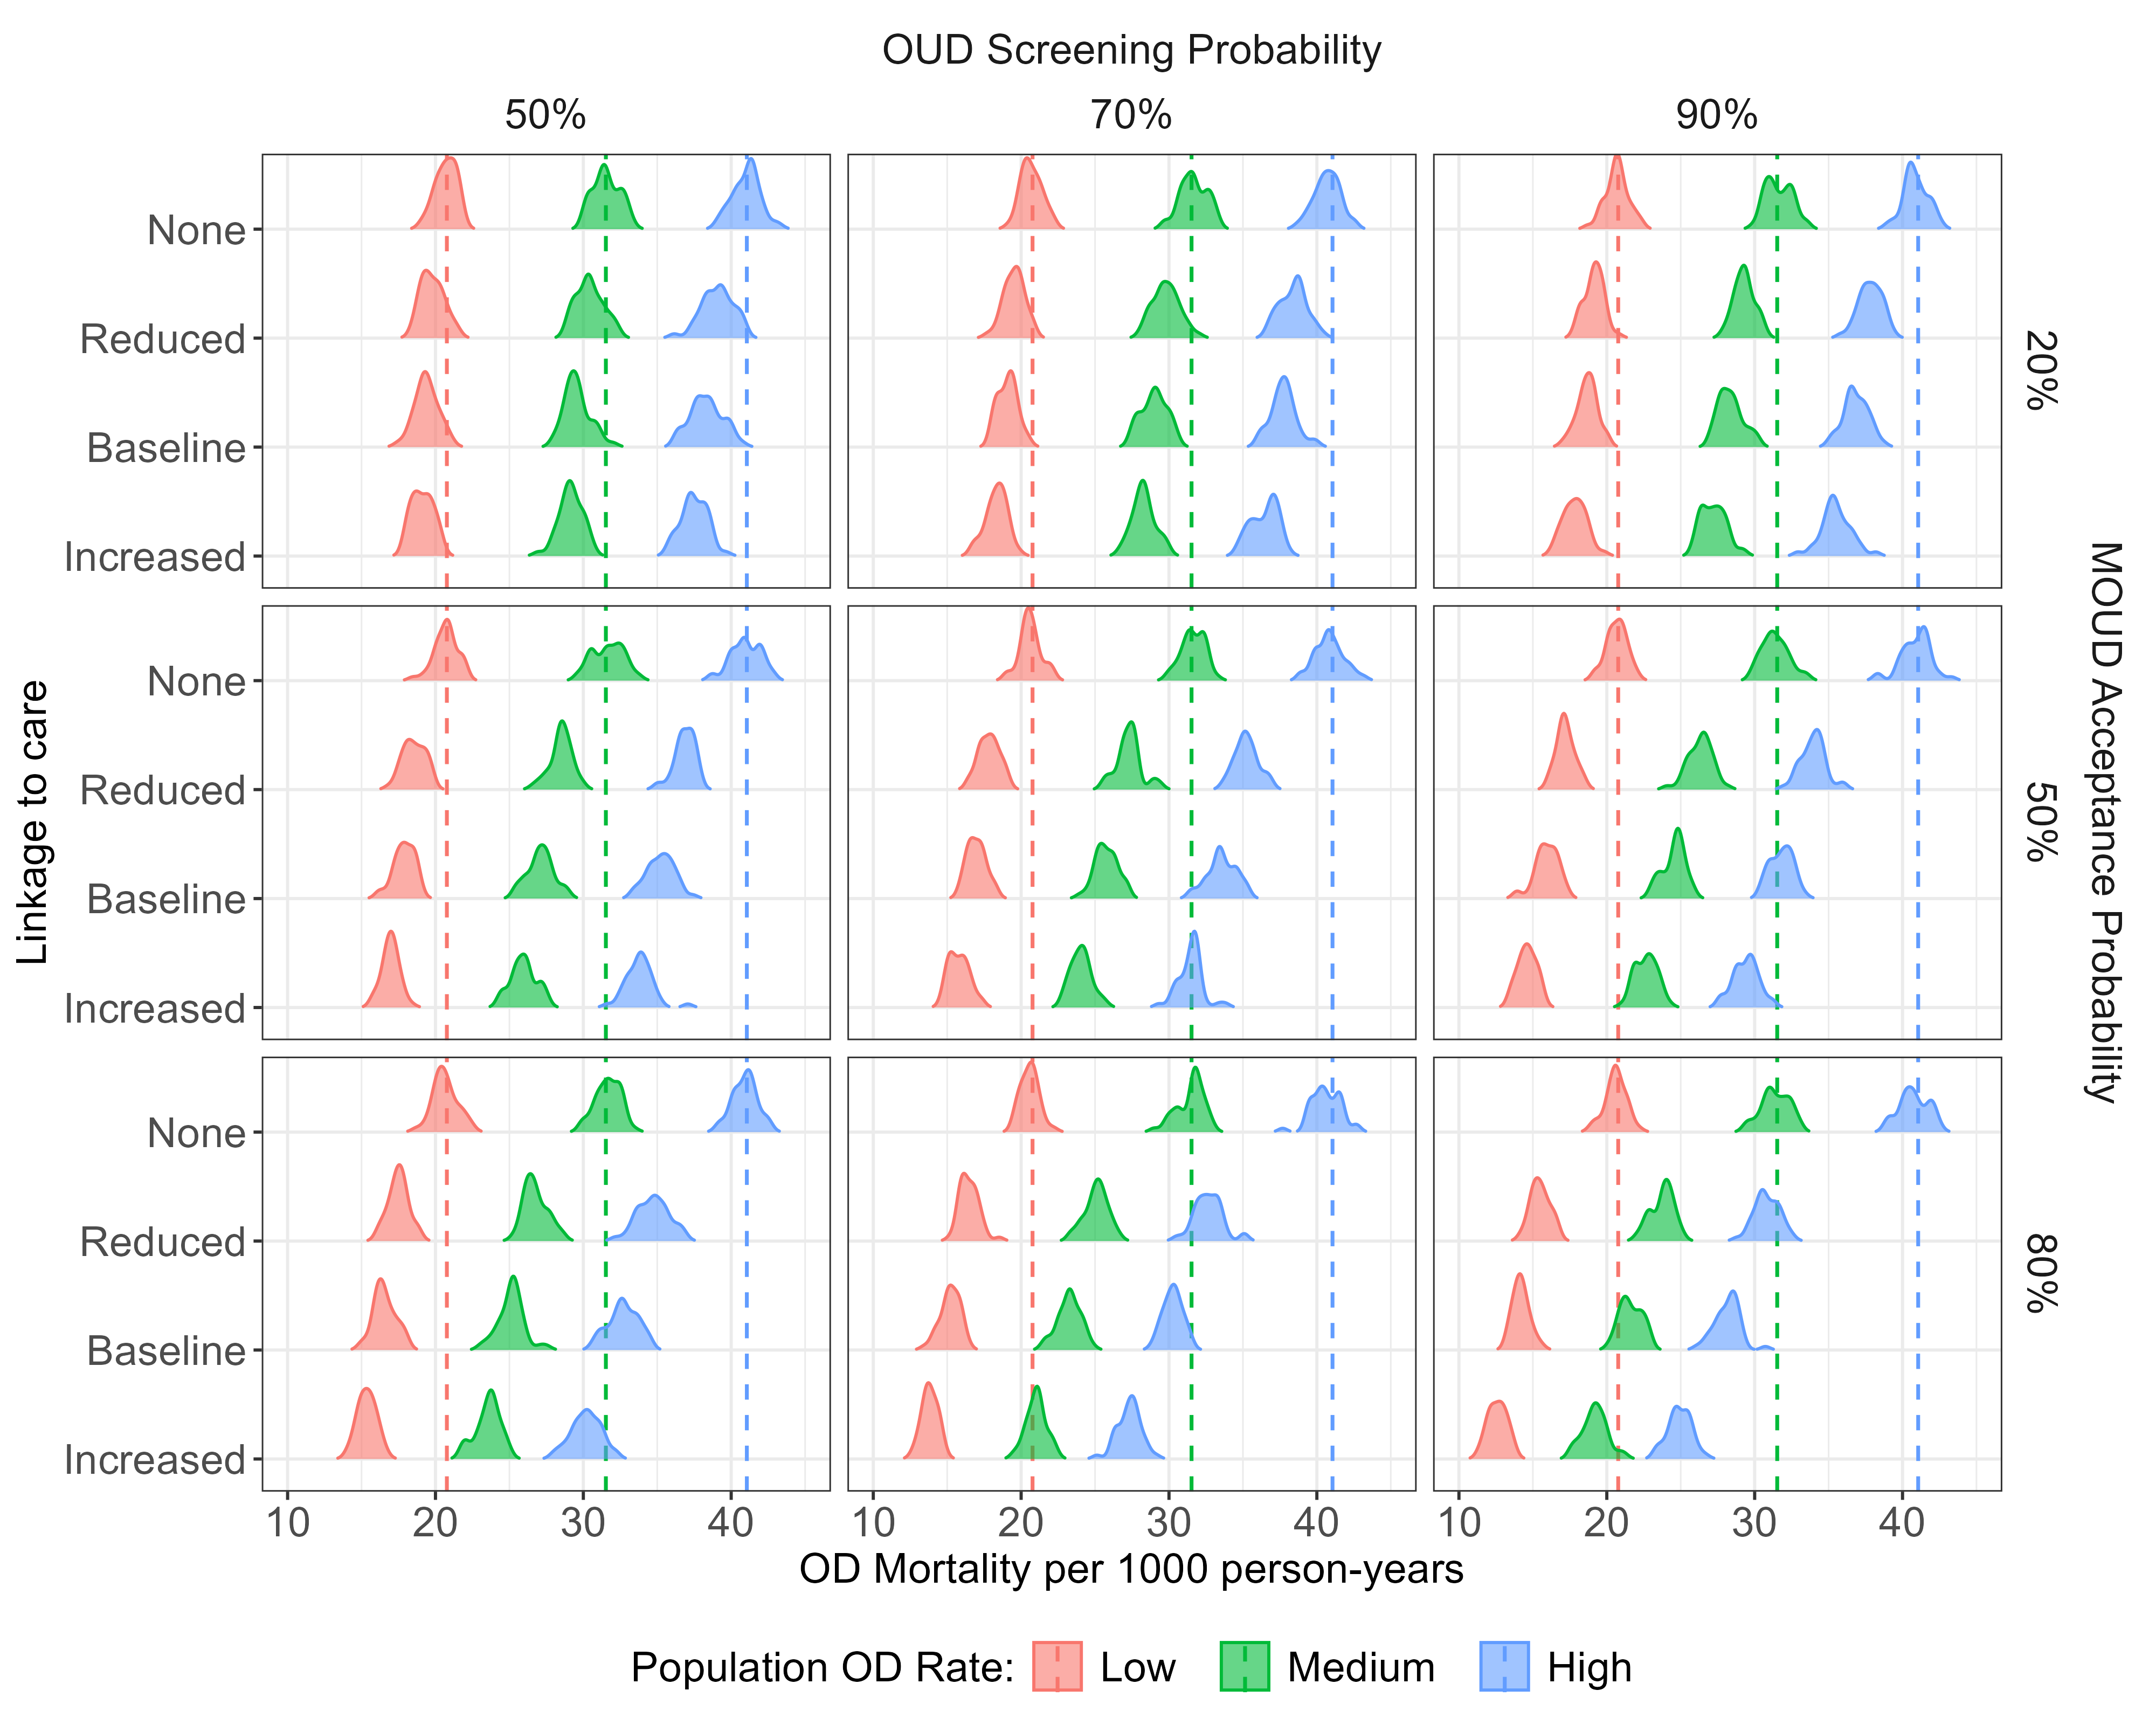 OUD Screening Probability
50% 70% 90%
None
Reduced
Baseline
Increased
20%
None
Reduced
Baseline
Increased
50%
None
Reduced
Baseline
Increased
80%
Linkage to care
MOUD Acceptance Probability
10 20 30 40 10 20 30 40 10 20 30 40
OD Mortality per 1000 person-years
Population OD Rate: Low Medium High